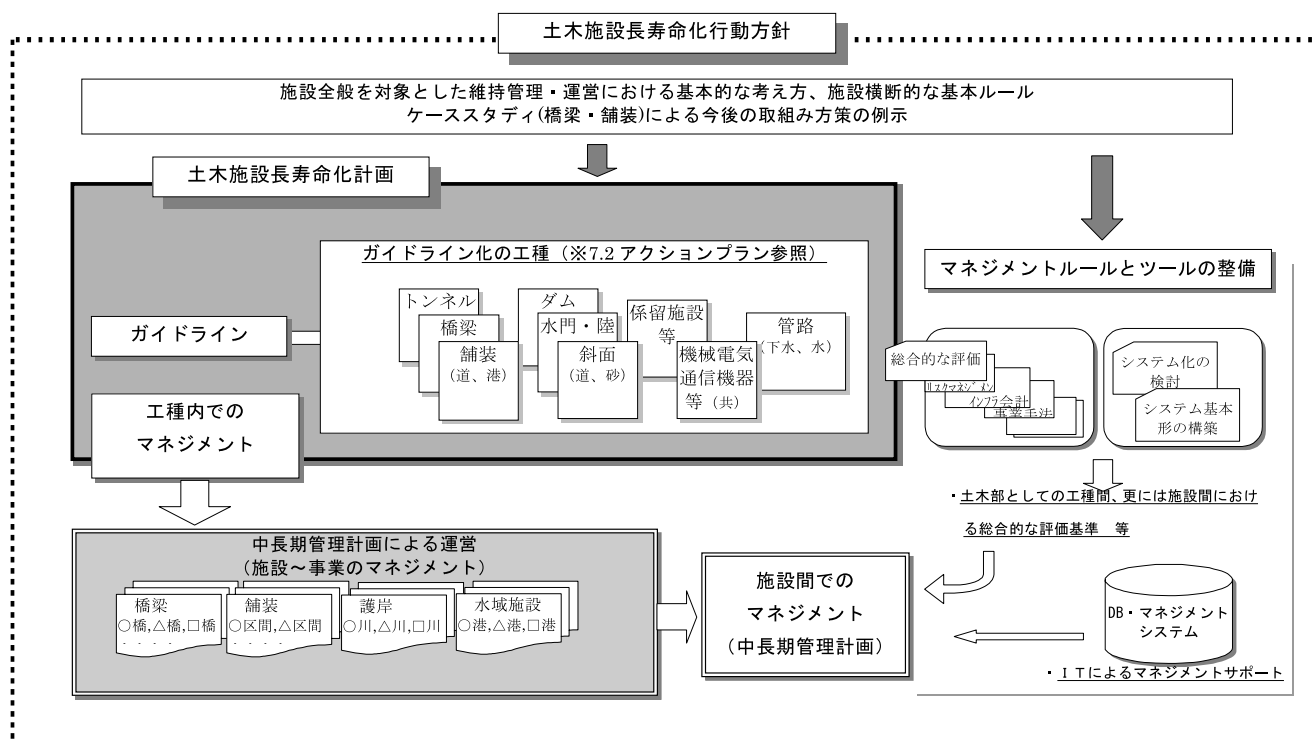 土木施設長寿命化行動方針
施設全般を対象とした維持管理・運営における基本的な考え方、施設横断的な基本ルール
ケーススタディ(橋梁・舗装)による今後の取組み方策の例示
土木施設長寿命化計画
ガイドライン化の工種（※7.2 アクションプラン参照）
トンネル
橋梁
舗装
（道、港）
ダム
水門・陸
斜面
（道、砂）
係留施設
等
機械電気
通信機器
等（共）
管路
（下水、水）
ガイドライン
工種内での
マネジメント
マネジメントルールとツールの整備
総合的な評価
リスクマネジメン
インフラ会計
事業手法
システム化の
検討
システム基本
形の構築
・土木部としての工種間、更には施設間におけ
る総合的な評価基準　等
中長期管理計画による運営
（施設～事業のマネジメント）
橋梁
○橋,△橋,□橋
舗装
○区間,△区間
護岸
○川,△川,□川
水域施設
○港,△港,□港
施設間での
マネジメント
（中長期管理計画）
DB・マネジメント
システム
・ＩＴによるマネジメントサポート